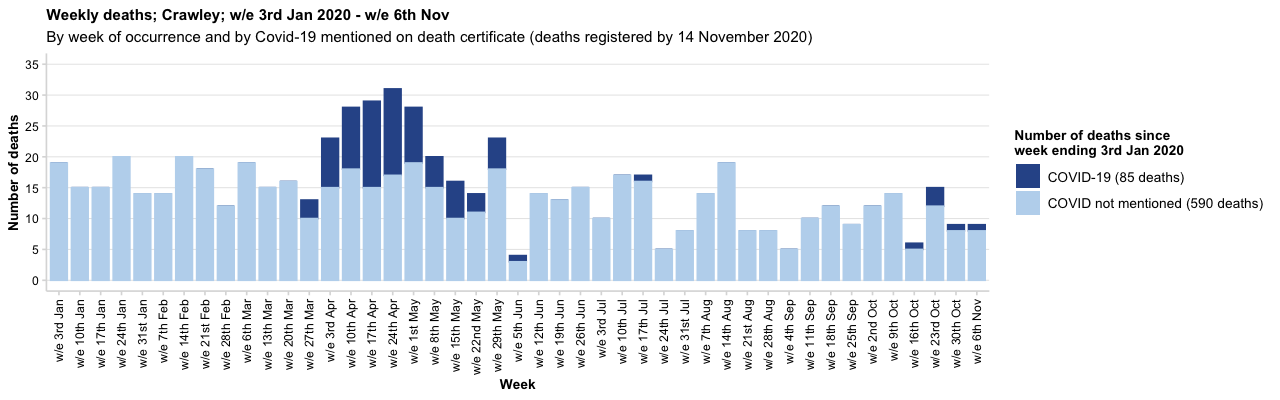 Weekly deaths; Crawley; w/e 3rd Jan 2020 - w/e 6th Nov
By week of occurrence and by Covid-19 mentioned on death certificate (deaths registered by 14 November 2020)
Number of deaths
35
30
25
20
15
10
5
0
w/e 3rd Jan
w/e 10th Jan
w/e 17th Jan
w/e 24th Jan
w/e 31st Jan
w/e 7th Feb
w/e 14th Feb
w/e 21st Feb
w/e 28th Feb
w/e 6th Mar
w/e 13th Mar
w/e 20th Mar
w/e 27th Mar
w/e 3rd Apr
w/e 10th Apr
w/e 17th Apr
w/e 24th Apr
w/e 1st May
w/e 8th May
w/e 15th May
w/e 22nd May
w/e 29th May
w/e 5th Jun
w/e 12th Jun
w/e 19th Jun
w/e 26th Jun
w/e 3rd Jul
w/e 10th Jul
w/e 17th Jul
w/e 24th Jul
w/e 31st Jul
w/e 7th Aug
w/e 14th Aug
w/e 21st Aug
w/e 28th Aug
w/e 4th Sep
w/e 11th Sep
w/e 18th Sep
w/e 25th Sep
w/e 2nd Oct
w/e 9th Oct
w/e 16th Oct
w/e 23rd Oct
w/e 30th Oct
w/e 6th Nov
Week
Number of deaths since
week ending 3rd Jan 2020
COVID-19 (85 deaths)
COVID not mentioned (590 deaths)